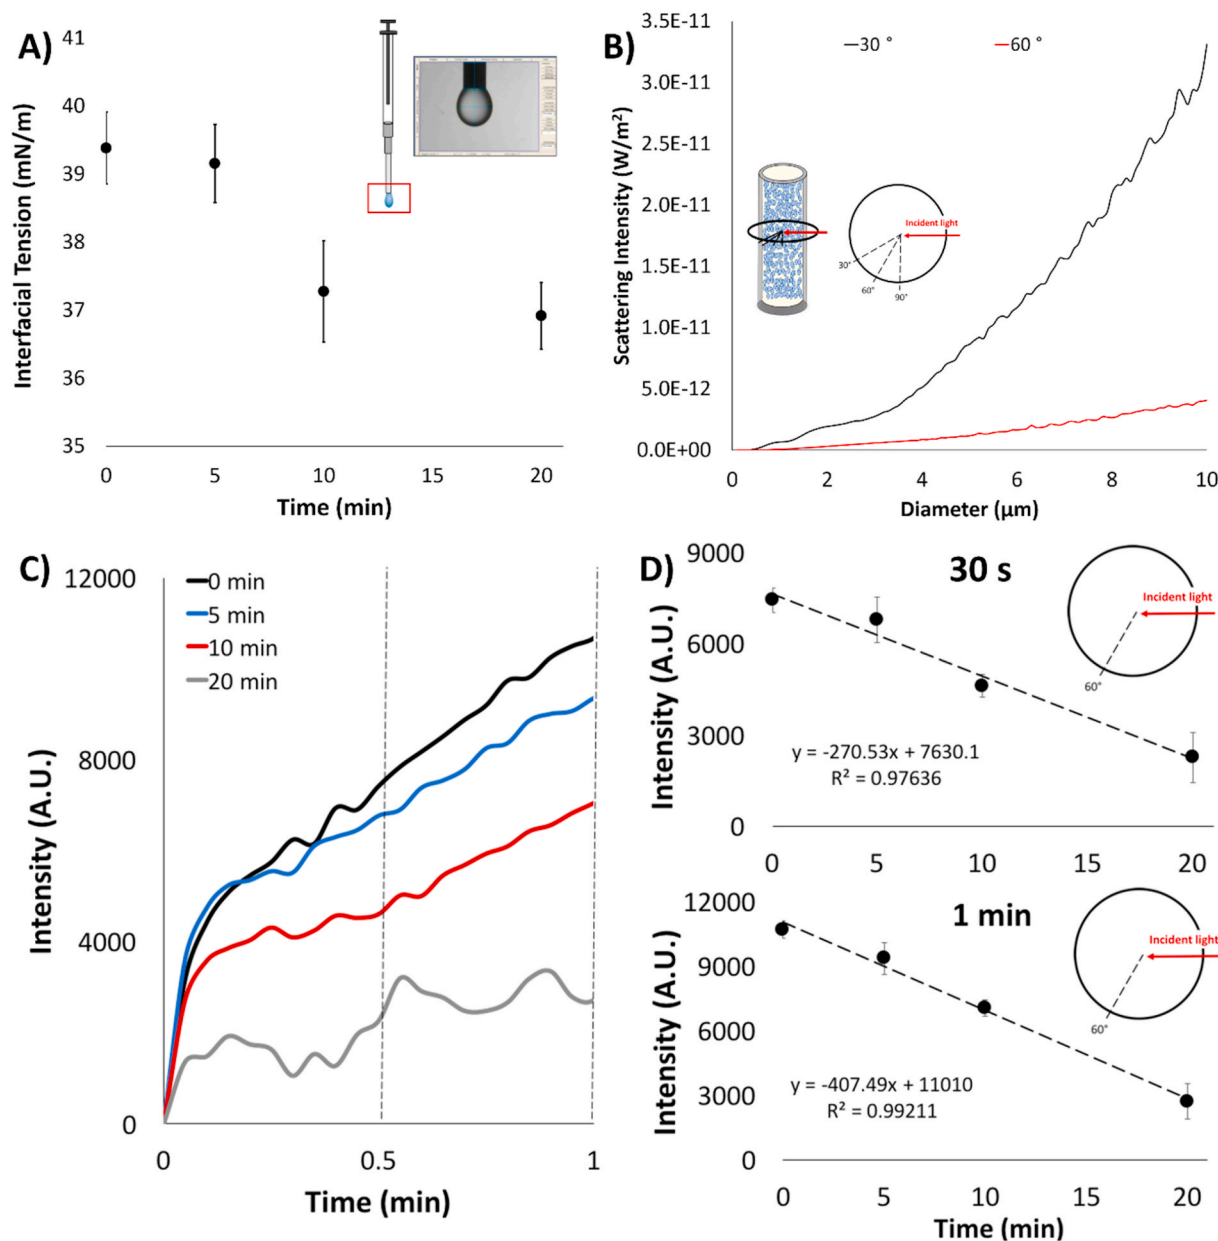 A)
Interfacial Tension (mN/m)
41
40
39
38
37
36
35
0 5 10 15 20
Time (min)
B)
Scattering Intensity (W/m²)
3.5E-11
3.0E-11
2.5E-11
2.0E-11
1.5E-11
1.0E-11
5.0E-12
0.0E+00
30 ° 60 °
Incident light
30°
60°
90°
0 2 4 6 8 10
Diameter (μm)
C)
Intensity (A.U.)
12000
8000
4000
0
0 min
5 min
10 min
20 min
0 0.5 1
Time (min)
D)
Intensity (A.U.)
9000
6000
3000
0
30 s
Incident light
60°
y = -270.53x + 7630.1
R² = 0.97636
0 5 10 20
Intensity (A.U.)
12000
9000
6000
3000
0
1 min
Incident light
60°
y = -407.49x + 11010
R² = 0.99211
0 5 10 15 20
Time (min)